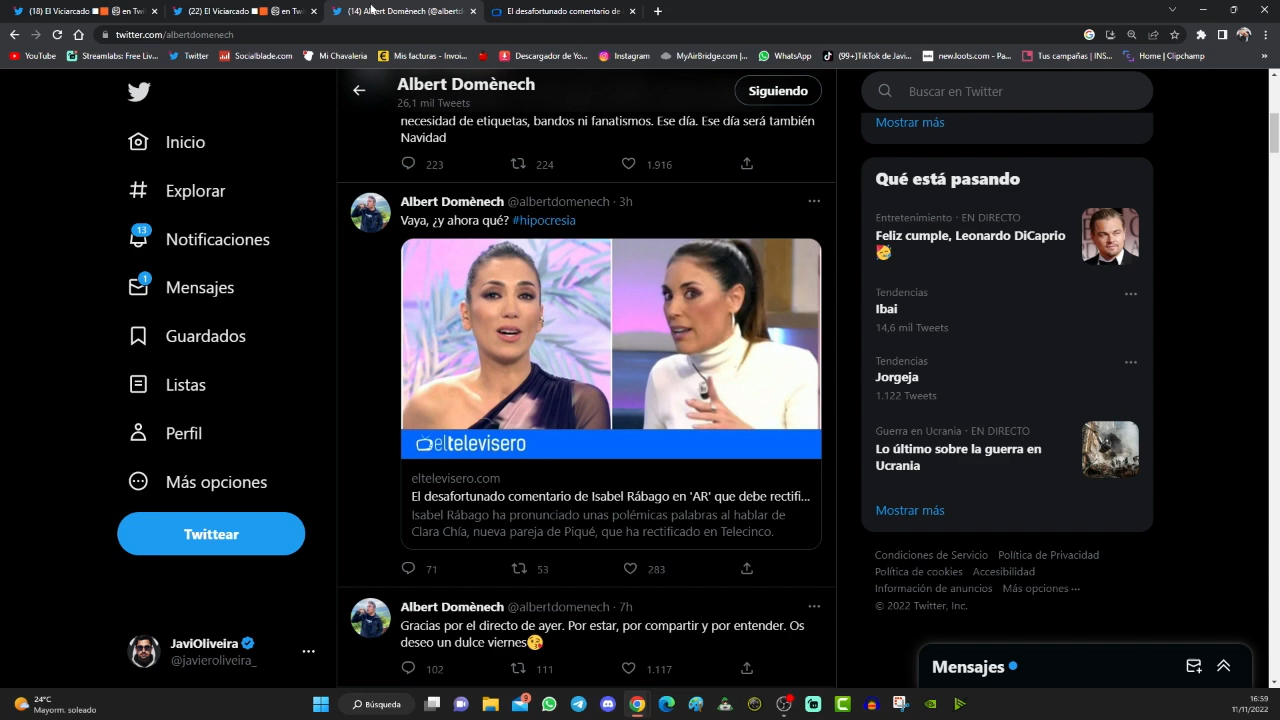 (18) El Viciarcado
en Twi
(22) El Viciarcado
en Twi
(14) Albert Domènech (@albertd
El desafortunado comentario de
twitter.com/albertdomenech
YouTube
Streamlabs: Free Liv...
Twitter
Socialblade.com
Mi Chavaleria
Mis facturas - Invoi...
Descargador de You...
Instagram
MyAirBridge.com |...
WhatsApp
(99+)TikTok de Javi...
new.loots.com - Pa...
Tus campañas | INS...
Home | Clipchamp
Inicio
Explorar
13
Notificaciones
1
Mensajes
Guardados
Listas
Perfil
Más opciones
Twittear
JaviOliveira
@javieroliveira_
Albert Domènech
26,1 mil Tweets
Siguiendo
necesidad de etiquetas, bandos ni fanatismos. Ese día. Ese día será también
Navidad
223
224
1.916
Albert Domènech @albertdomenech · 3h
Vaya, ¿y ahora qué? #hipocresia
eltelevisero
eltelevisero.com
El desafortunado comentario de Isabel Rábago en 'AR' que debe rectifi...
Isabel Rábago ha pronunciado unas polémicas palabras al hablar de
Clara Chía, nueva pareja de Piqué, que ha rectificado en Telecinco.
71
53
283
Albert Domènech @albertdomenech · 7h
Gracias por el directo de ayer. Por estar, por compartir y por entender. Os
deseo un dulce viernes
102
111
1.117
Buscar en Twitter
Mostrar más
Qué está pasando
Entretenimiento · EN DIRECTO
Feliz cumple, Leonardo DiCaprio
Tendencias
Ibai
14,6 mil Tweets
Tendencias
Jorgeja
1.122 Tweets
Guerra en Ucrania · EN DIRECTO
Lo último sobre la guerra en
Ucrania
Mostrar más
Condiciones de Servicio
Política de Privacidad
Política de cookies
Accesibilidad
Información de anuncios
Más opciones ···
© 2022 Twitter, Inc.
Mensajes
24°C
Mayorm. soleado
Búsqueda
9
16:59
11/11/2022